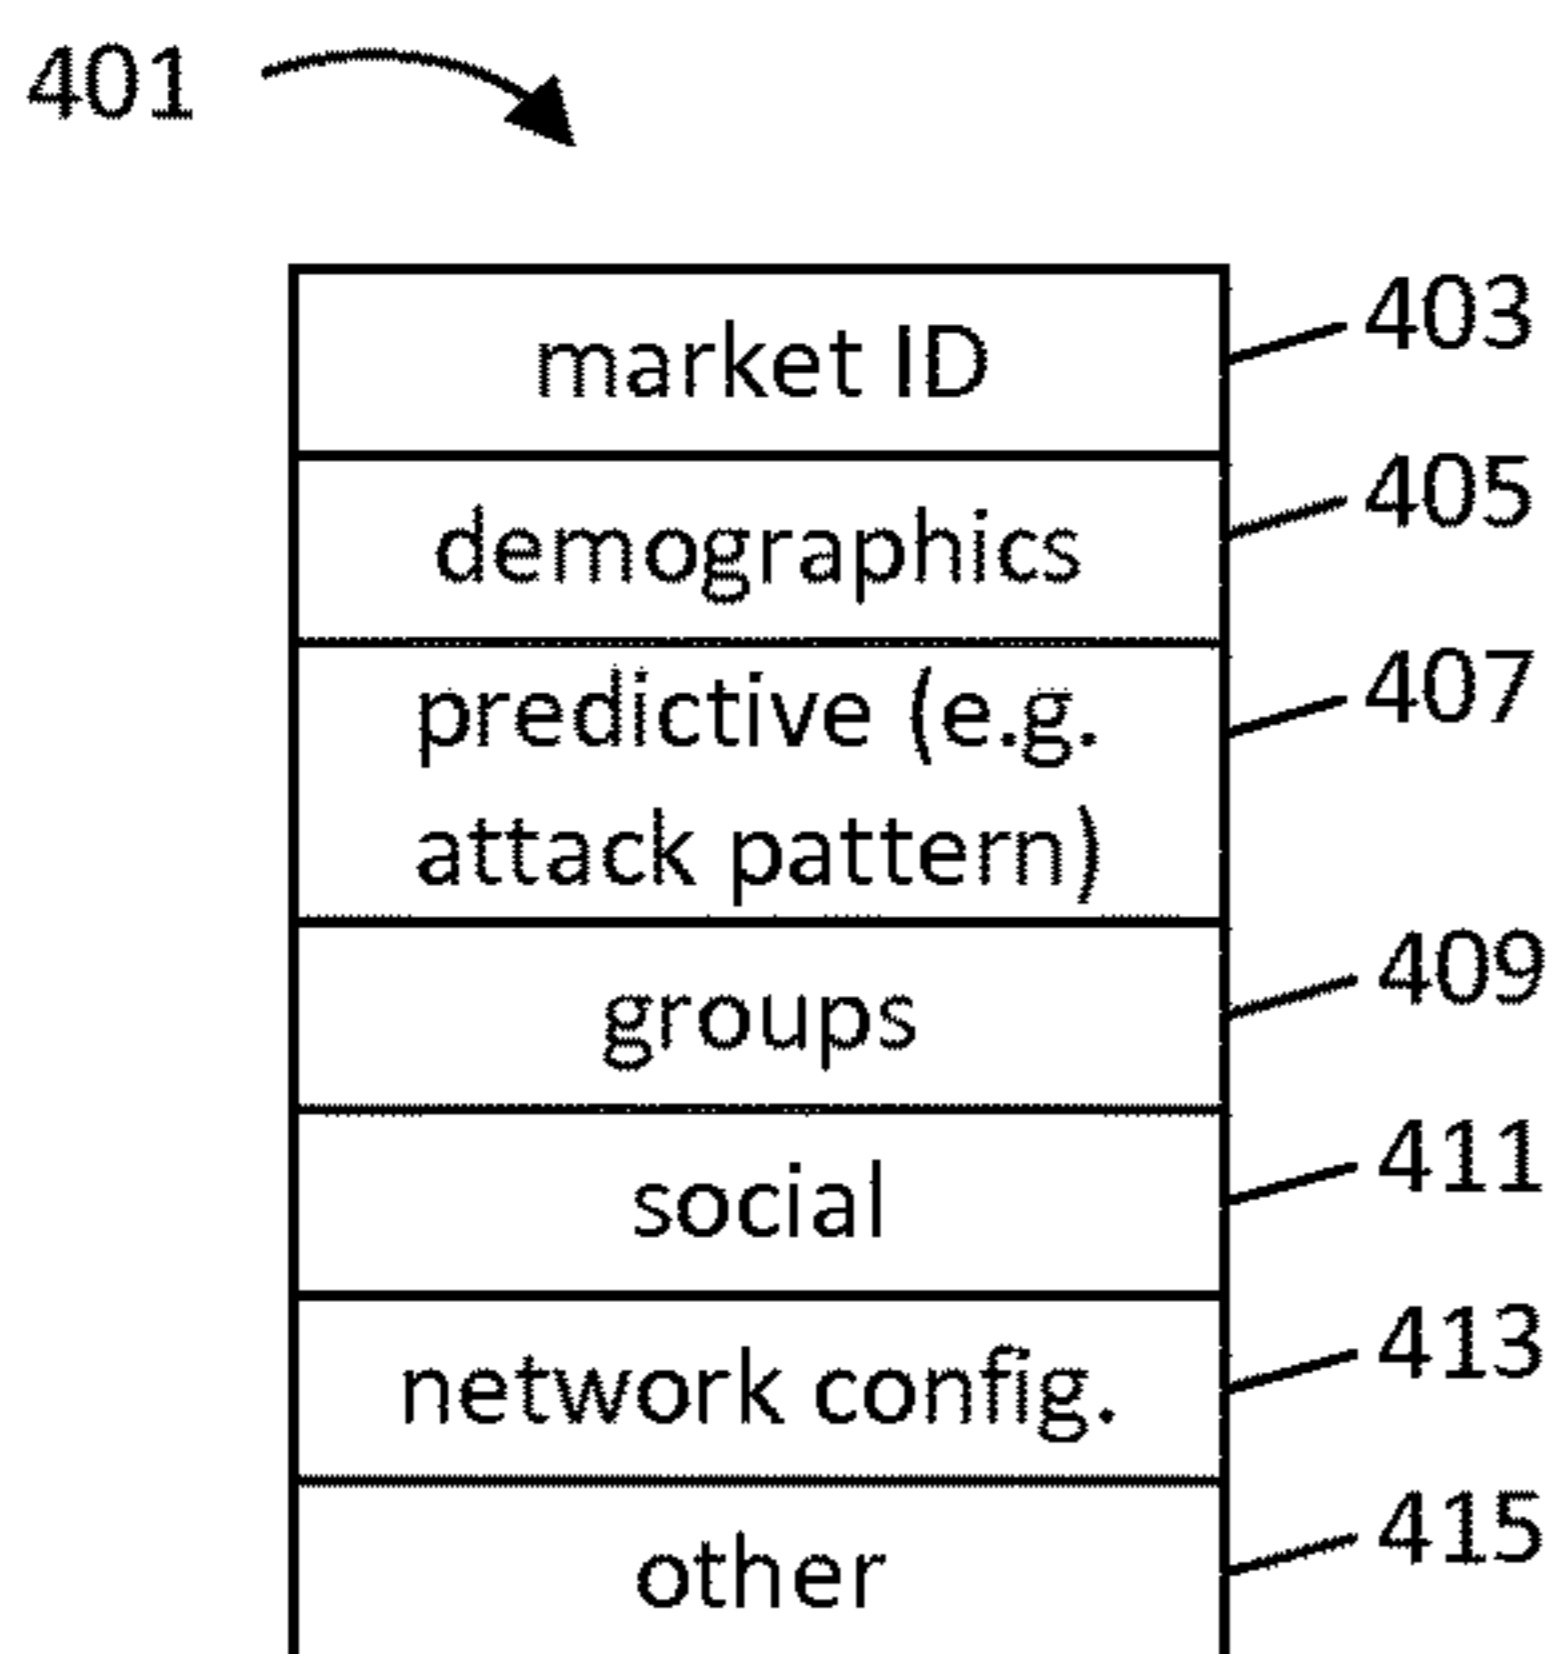 401
market ID
403
demographics
405
predictive (e.g.
attack pattern)
407
groups
409
social
411
network config.
413
other
415